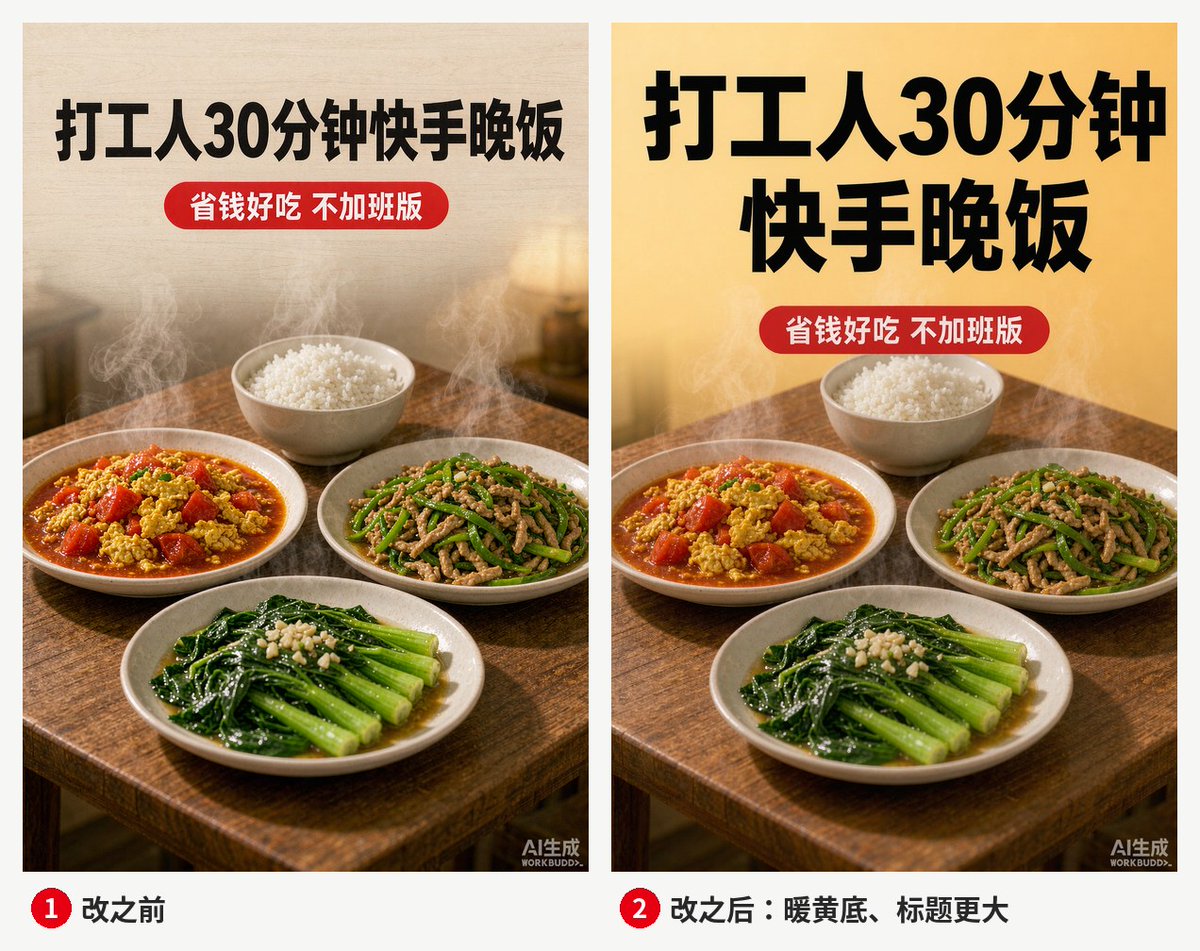 打工人30分钟快手晚饭
省钱好吃 不加班版
AI生成
WORKBUDD>_
1 改之前
打工人30分钟
快手晚饭
省钱好吃 不加班版
AI生成
WORKBUDD>_
2 改之后：暖黄底、标题更大